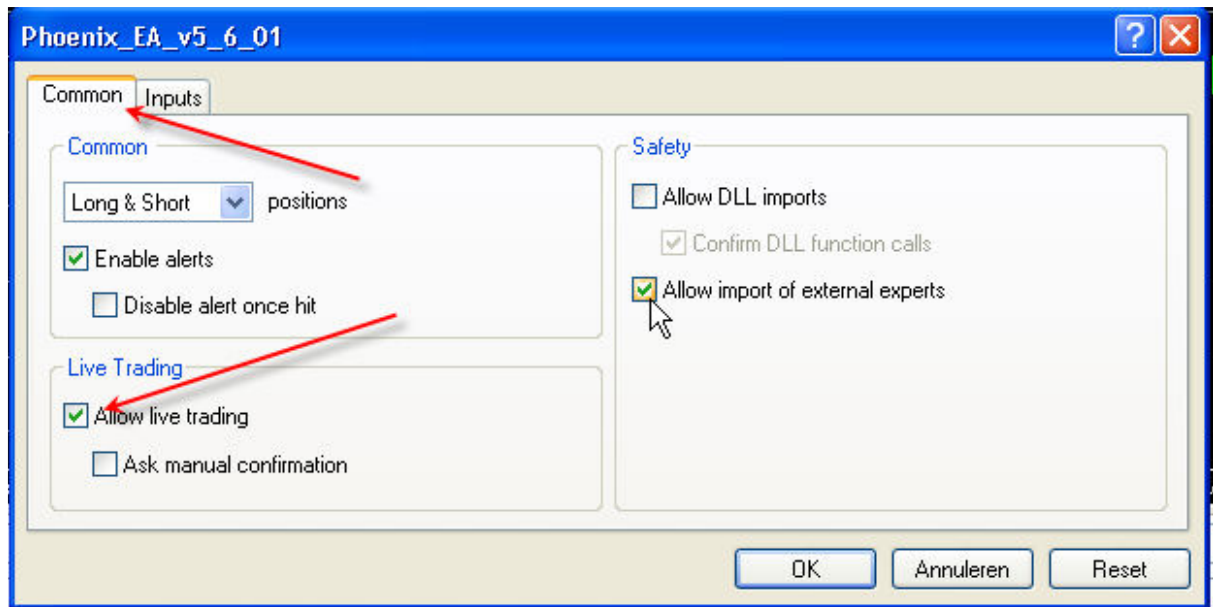 Phoenix_EA_v5_6_01
Common Inputs
Common
Long & Short positions
Enable alerts
Disable alert once hit
Live Trading
Allow live trading
Ask manual confirmation
Safety
Allow DLL imports
Confirm DLL function calls
Allow import of external experts
OK Annuleren Reset